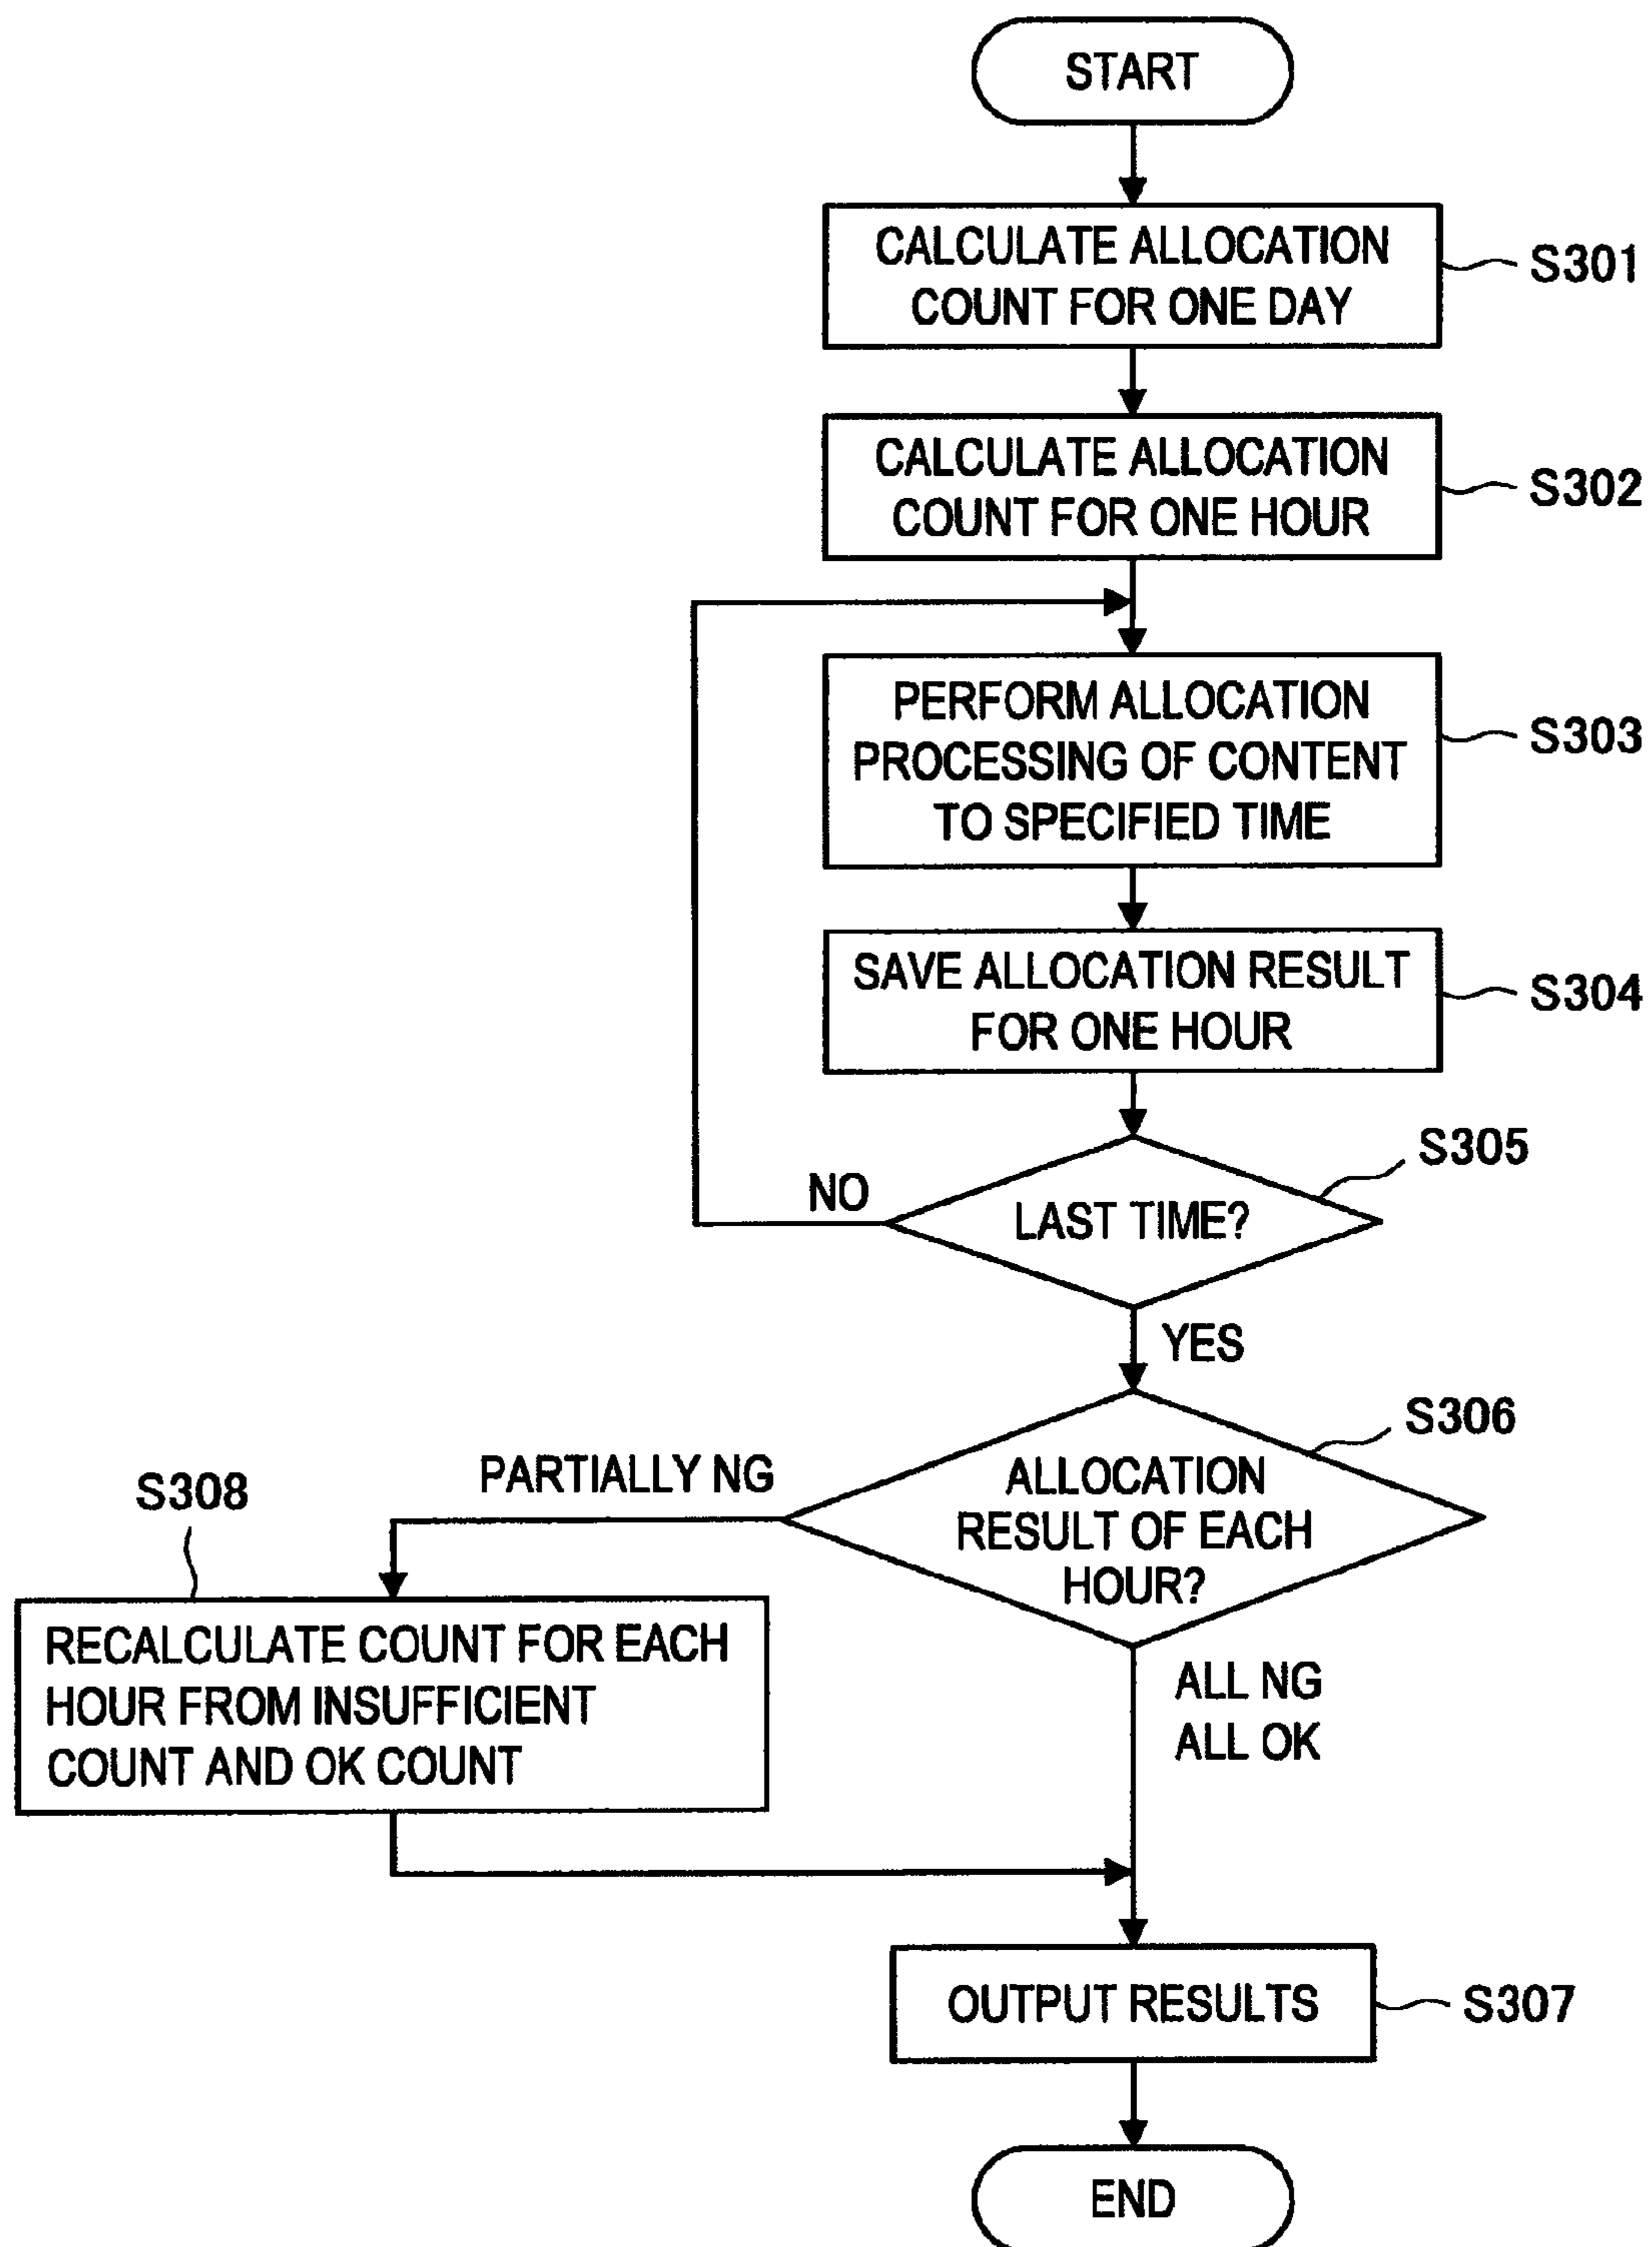 START
CALCULATE ALLOCATION
COUNT FOR ONE DAY
S301
CALCULATE ALLOCATION
COUNT FOR ONE HOUR
S302
PERFORM ALLOCATION
PROCESSING OF CONTENT
TO SPECIFIED TIME
S303
SAVE ALLOCATION RESULT
FOR ONE HOUR
S304
S305
NO
LAST TIME?
YES
S306
PARTIALLY NG
ALLOCATION
RESULT OF EACH
HOUR?
S308
RECALCULATE COUNT FOR EACH
HOUR FROM INSUFFICIENT
COUNT AND OK COUNT
ALL NG
ALL OK
OUTPUT RESULTS
S307
END